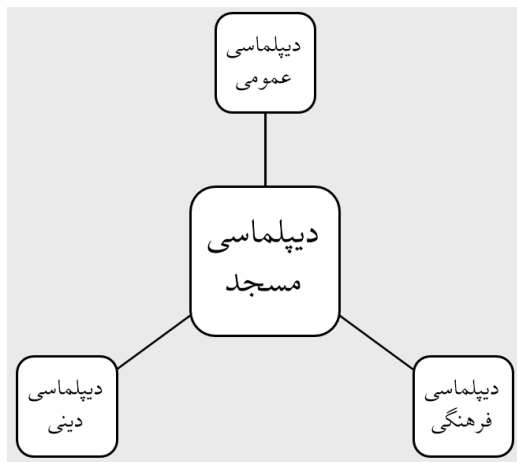 دیپلماسی
عمومی
دیپلماسی
مسجد
دیپلماسی
فرهنگی
دیپلماسی
دینی